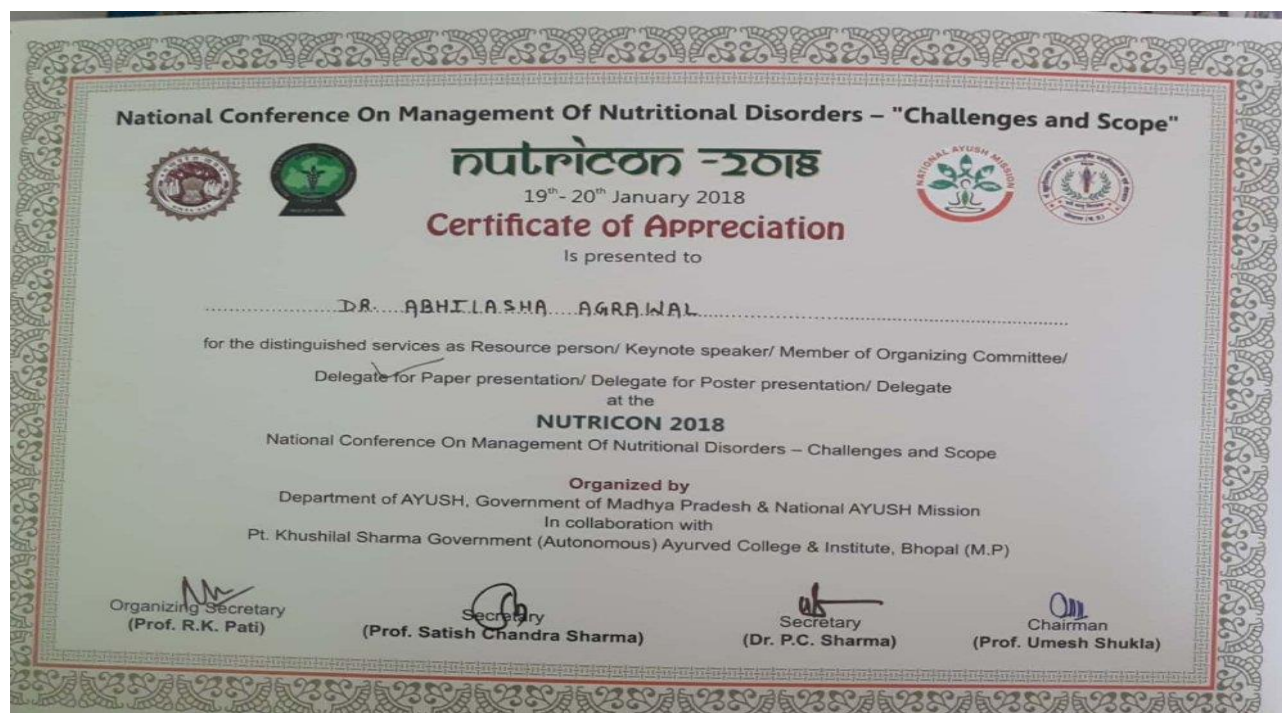 National Conference On Management Of Nutritional Disorders – "Challenges and Scope"
nutricon -2018
19th- 20th January 2018
NATIONAL AYUSH MISSION
Certificate of Appreciation
Is presented to
DR. ABHILASHA AGRAWAL
for the distinguished services as Resource person/ Keynote speaker/ Member of Organizing Committee/
Delegate for Paper presentation/ Delegate for Poster presentation/ Delegate
at the
NUTRICON 2018
National Conference On Management Of Nutritional Disorders – Challenges and Scope
Organized by
Department of AYUSH, Government of Madhya Pradesh & National AYUSH Mission
In collaboration with
Pt. Khushilal Sharma Government (Autonomous) Ayurved College & Institute, Bhopal (M.P)
Organizing Secretary
(Prof. R.K. Pati)
Secretary
(Prof. Satish Chandra Sharma)
Secretary
(Dr. P.C. Sharma)
Chairman
(Prof. Umesh Shukla)